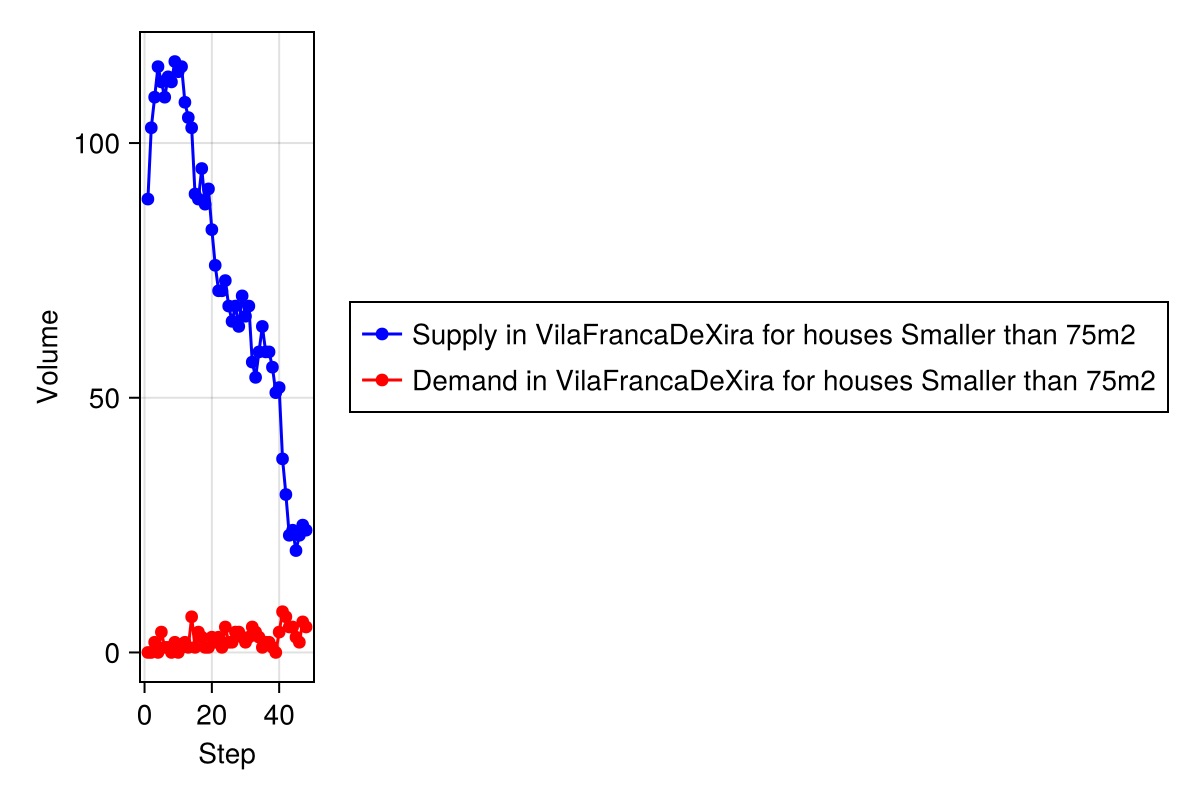 Volume
100
50
0
0 20 40
Step
Supply in VilaFrancaDeXira for houses Smaller than 75m2
Demand in VilaFrancaDeXira for houses Smaller than 75m2